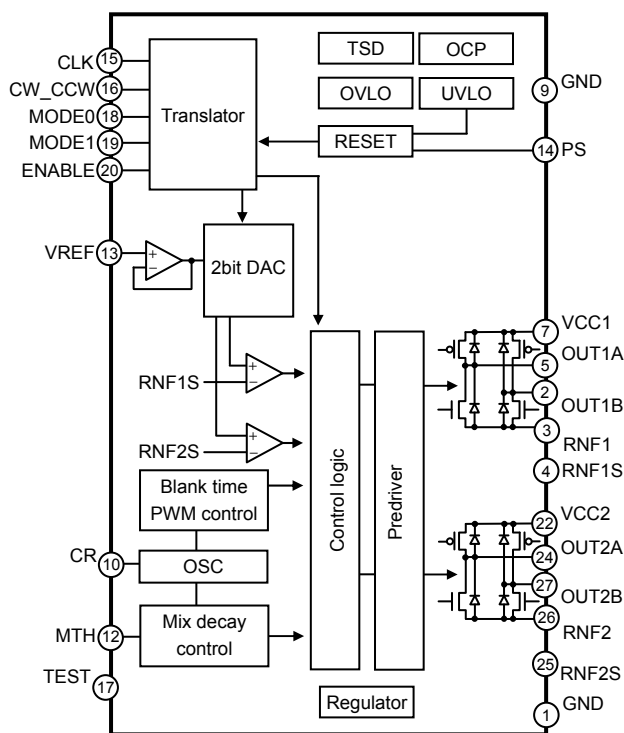 CLK 15
CW_CCW 16
MODE0 18
MODE1 19
ENABLE 20
Translator
TSD
OCP
OVLO
UVLO
RESET
9 GND
14 PS
VREF 13
+
−
2bit DAC
RNF1S
+
−
RNF2S
+
−
Blank time
PWM control
CR 10
OSC
MTH 12
Mix decay
control
TEST
17
Control logic
Predriver
Regulator
7 VCC1
5 OUT1A
2 OUT1B
3 RNF1
4 RNF1S
22 VCC2
24 OUT2A
27 OUT2B
26 RNF2
25 RNF2S
1 GND